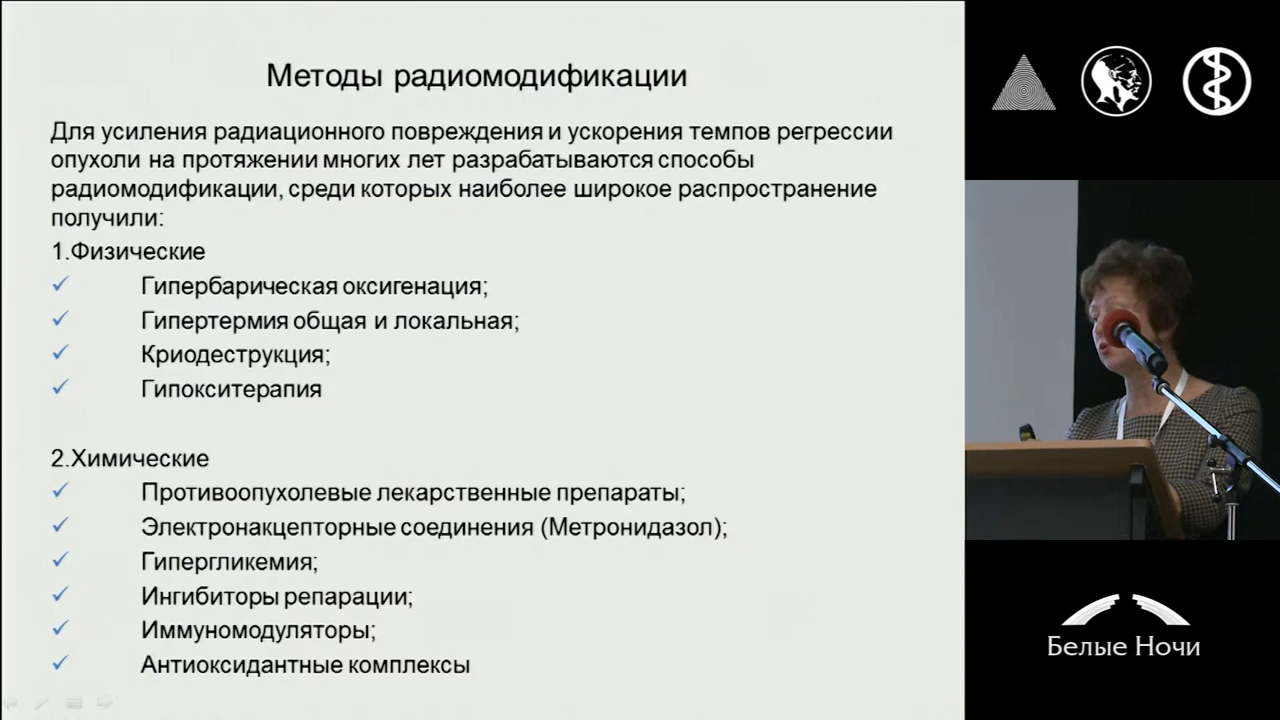 Методы радиомодификации
Для усиления радиационного повреждения и ускорения темпов регрессии
опухоли на протяжении многих лет разрабатываются способы
радиомодификации, среди которых наиболее широкое распространение
получили:
1.Физические
Гипербарическая оксигенация;
Гипертермия общая и локальная;
Криодеструкция;
Гипокситерапия
2.Химические
Противоопухолевые лекарственные препараты;
Электронакцепторные соединения (Метронидазол);
Гипергликемия;
Ингибиторы репарации;
Иммуномодуляторы;
Антиоксидантные комплексы
Белые Ночи